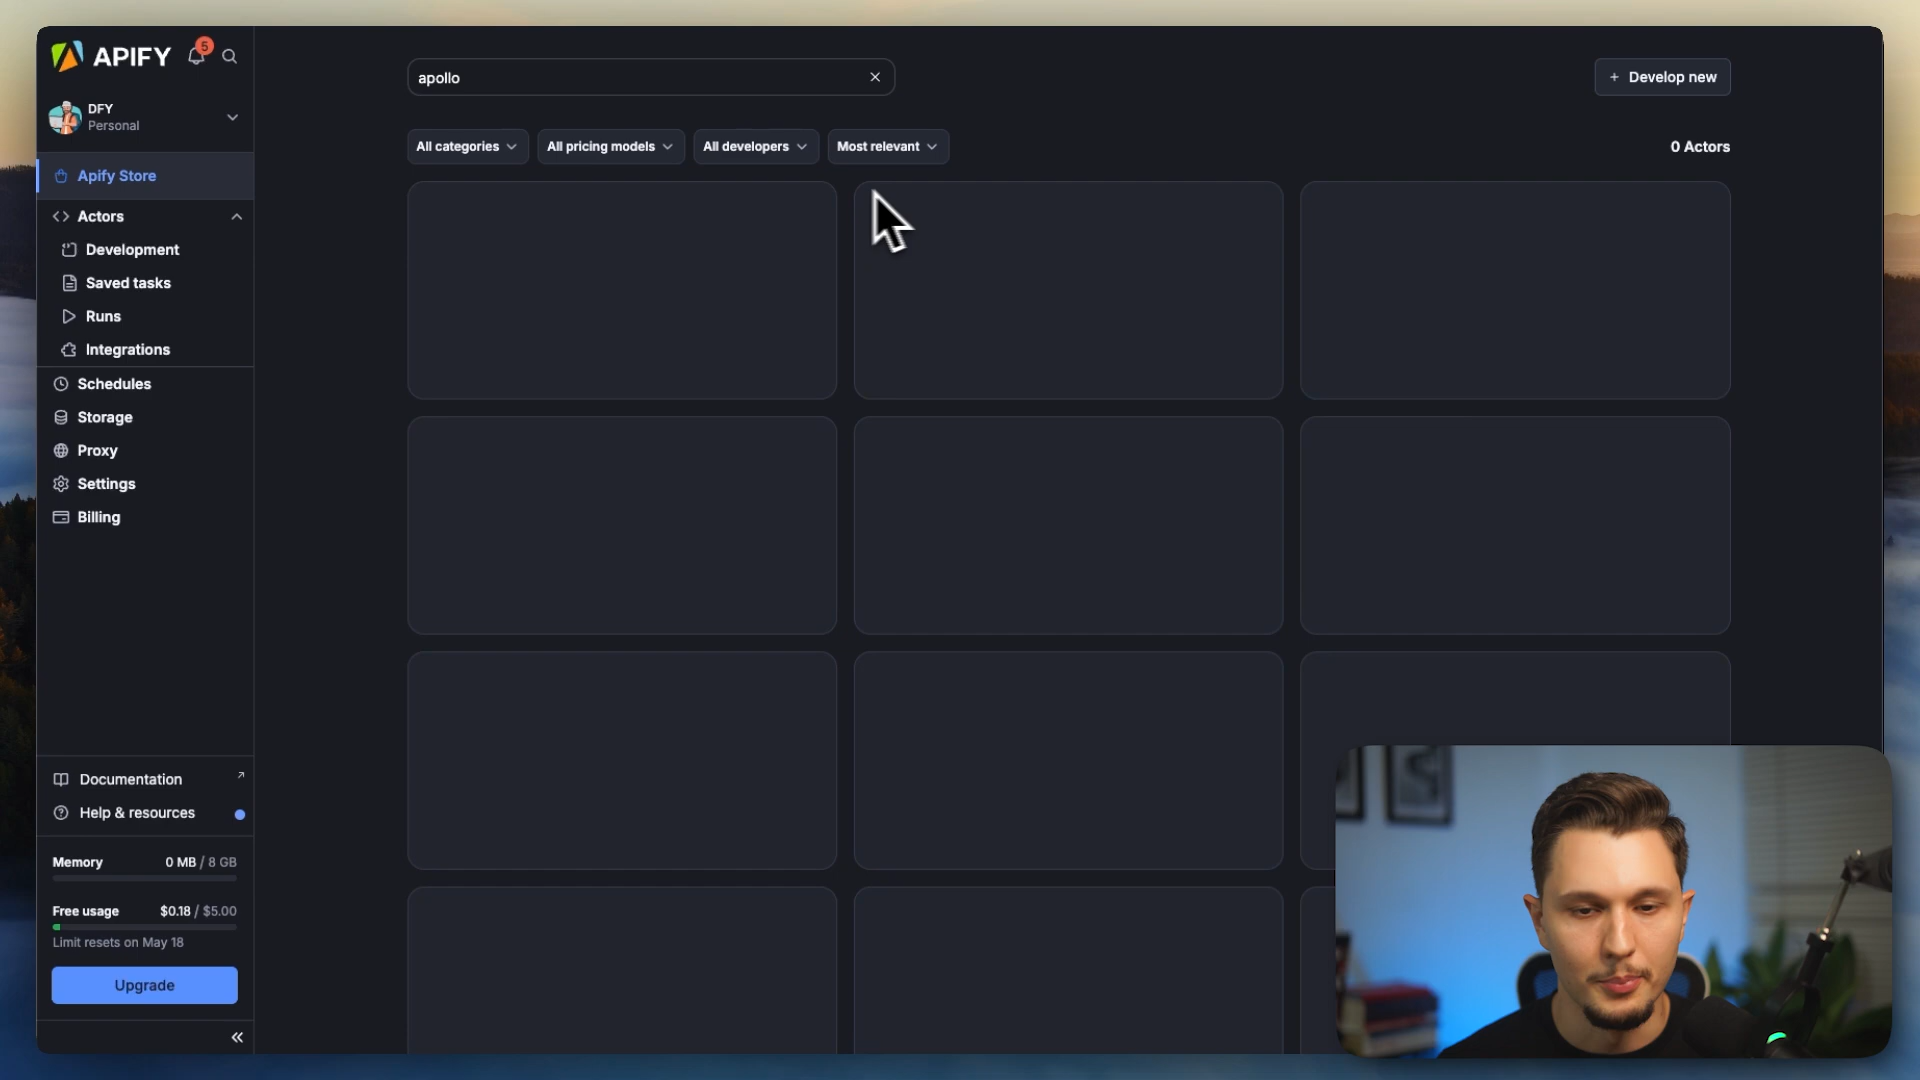 APIFY
5
DFY
Personal
Apify Store
Actors
Development
Saved tasks
Runs
Integrations
Schedules
Storage
Proxy
Settings
Billing
Documentation
Help & resources
Memory 0 MB / 8 GB
Free usage $0.18 / $5.00
Limit resets on May 18
Upgrade
apollo
+ Develop new
All categories All pricing models All developers Most relevant 0 Actors